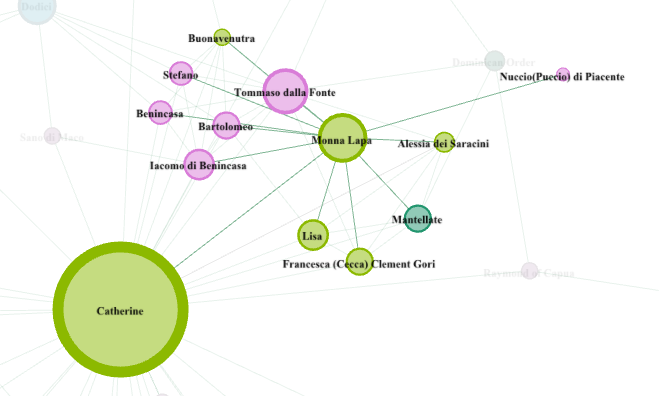 Dudici
Buonavenutra
Dominican Order
Stefano
Nuccio(Puccio) di Piacente
Tommaso dalla Fonte
Benincasa
Bartolomeo
Sano di Maco
Monna Lapa
Alessia dei Saracini
Iacomo di Benincasa
Mantellate
Lisa
Francesca (Cecca) Clement Gori
Raymond of Capua
Catherine